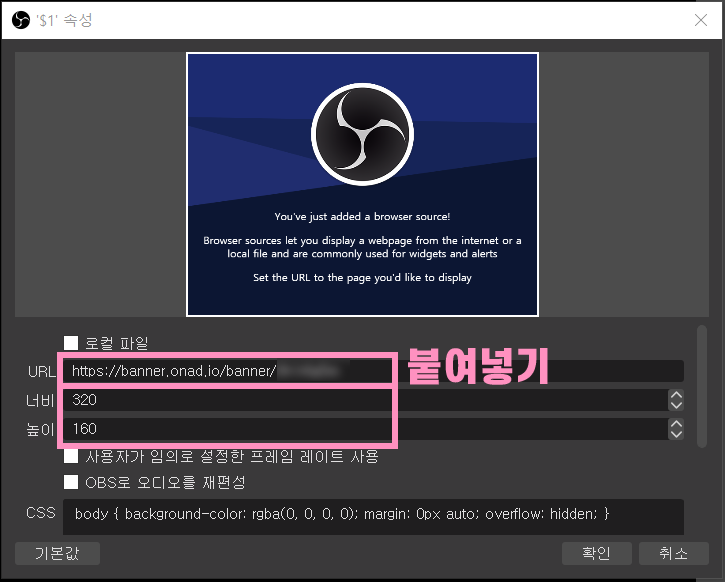 '$1' 속성
You've just added a browser source!
Browser sources let you display a webpage from the internet or a
local file and are commonly used for widgets and alerts
Set the URL to the page you'd like to display
로컬 파일
URL https://banner.onad.io/banner/
붙여넣기
너비 320
높이 160
사용자가 임의로 설정한 프레임 레이트 사용
OBS로 오디오를 재편성
CSS body { background-color: rgba(0, 0, 0, 0); margin: 0px auto; overflow: hidden; }
기본값 확인 취소